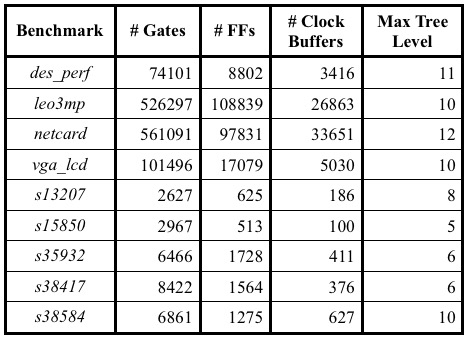 Benchmark # Gates # FFs # Clock Buffers Max Tree Level
des_perf 74101 8802 3416 11
leo3mp 526297 108839 26863 10
netcard 561091 97831 33651 12
vga_lcd 101496 17079 5030 10
s13207 2627 625 186 8
s15850 2967 513 100 5
s35932 6466 1728 411 6
s38417 8422 1564 376 6
s38584 6861 1275 627 10